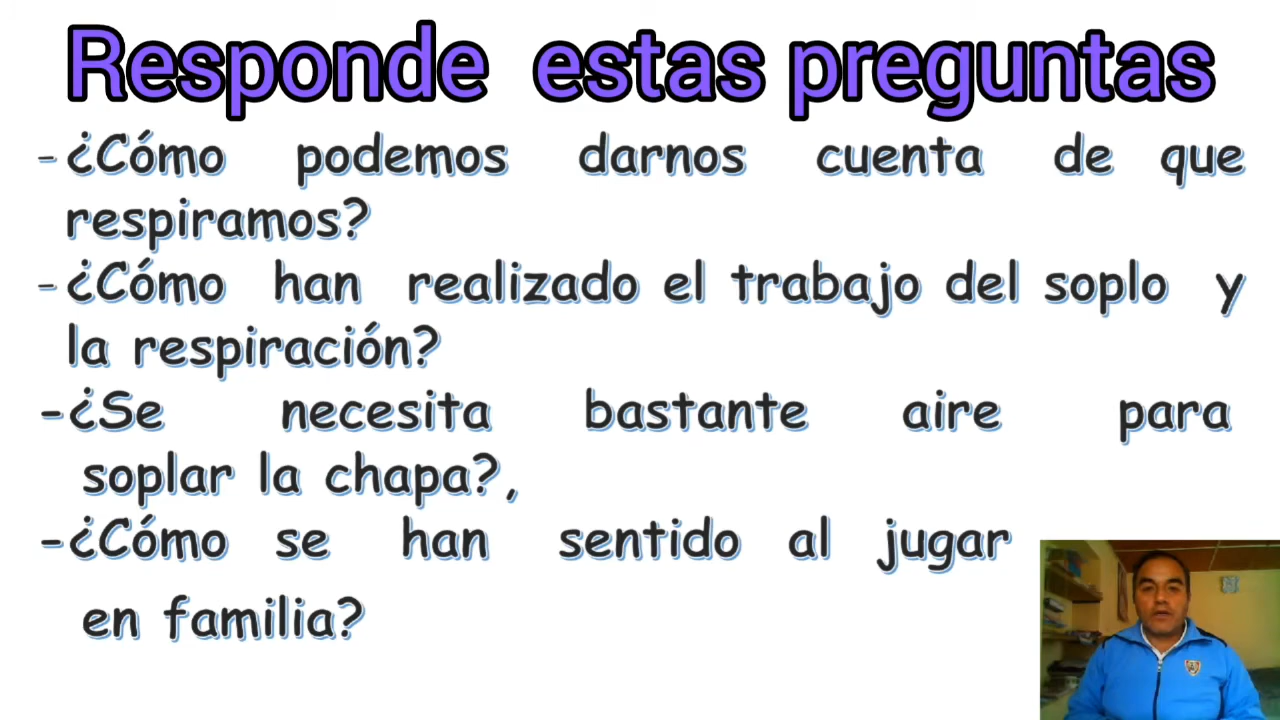 Responde estas preguntas
-¿Cómo podemos darnos cuenta de que
respiramos?
-¿Cómo han realizado el trabajo del soplo y
la respiración?
-¿Se necesita bastante aire para
soplar la chapa?,
-¿Cómo se han sentido al jugar
en familia?